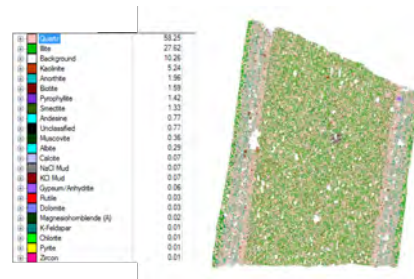 Quartz 58.25
Illite 27.62
Background 10.26
Kaolinite 5.24
Anorthite 1.96
Biotite 1.59
Pyrophyllite 1.42
Smectite 1.33
Andesine 0.77
Unclassified 0.77
Muscovite 0.36
Albite 0.29
Calcite 0.07
NaCl Mud 0.07
KCl Mud 0.07
Gypsum/Anhydrite 0.06
Rutile 0.03
Dolomite 0.03
Magnesiohornblende (A) 0.02
K-Feldspar 0.01
Chlorite 0.01
Pyrite 0.01
Zircon 0.01